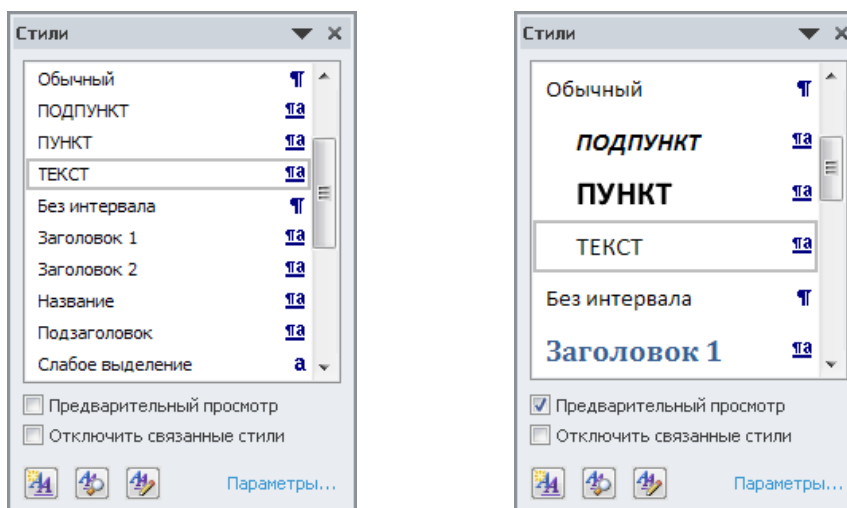 Стили
Обычный ¶
ПОДПУНКТ ¶a
ПУНКТ ¶a
ТЕКСТ ¶a
Без интервала ¶
Заголовок 1 ¶a
Заголовок 2 ¶a
Название ¶a
Подзаголовок ¶a
Слабое выделение a
Предварительный просмотр
Отключить связанные стили
Параметры...
Стили
Обычный ¶
ПОДПУНКТ ¶a
ПУНКТ ¶a
ТЕКСТ ¶a
Без интервала ¶
Заголовок 1 ¶a
Предварительный просмотр
Отключить связанные стили
Параметры...